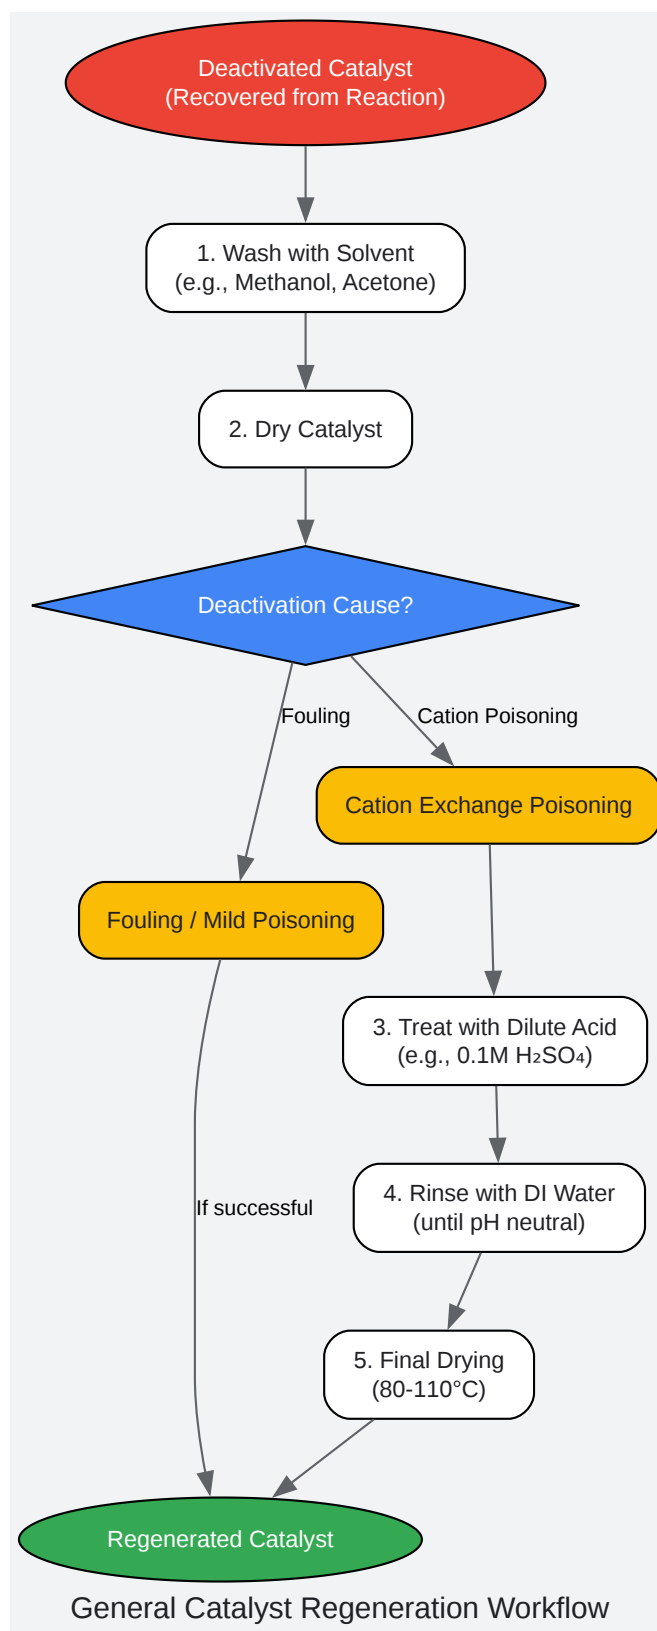 Deactivated Catalyst
(Recovered from Reaction)
1. Wash with Solvent
(e.g., Methanol, Acetone)
2. Dry Catalyst
Deactivation Cause?
Fouling
Cation Poisoning
Cation Exchange Poisoning
Fouling / Mild Poisoning
3. Treat with Dilute Acid
(e.g., 0.1M H₂SO₄)
4. Rinse with DI Water
(until pH neutral)
If successful
5. Final Drying
(80-110°C)
Regenerated Catalyst
General Catalyst Regeneration Workflow